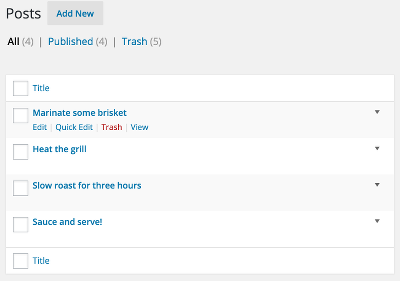 Posts Add New
All (4) | Published (4) | Trash (5)
Title
Marinate some brisket
Edit | Quick Edit | Trash | View
Heat the grill
Slow roast for three hours
Sauce and serve!
Title